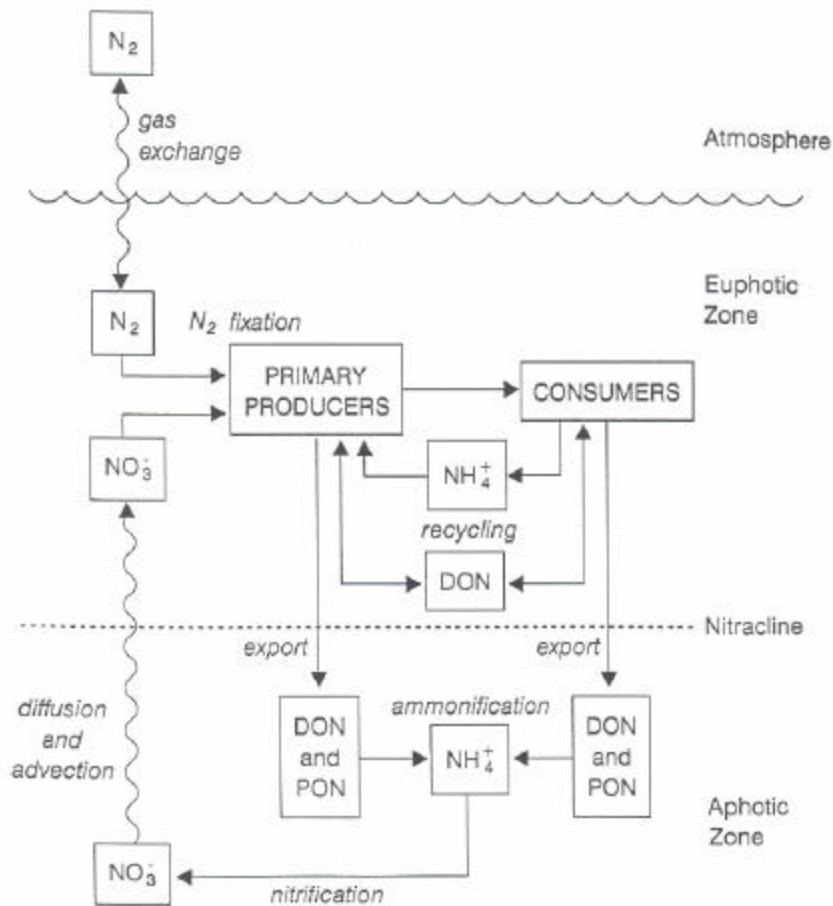 N₂
gas
exchange
Atmosphere
Euphotic
Zone
N₂
N₂ fixation
PRIMARY
PRODUCERS
CONSUMERS
NO₃⁻
NH₄⁺
recycling
DON
Nitracline
export
export
diffusion
and
advection
DON
and
PON
ammonification
NH₄⁺
DON
and
PON
Aphotic
Zone
NO₃⁻
nitrification